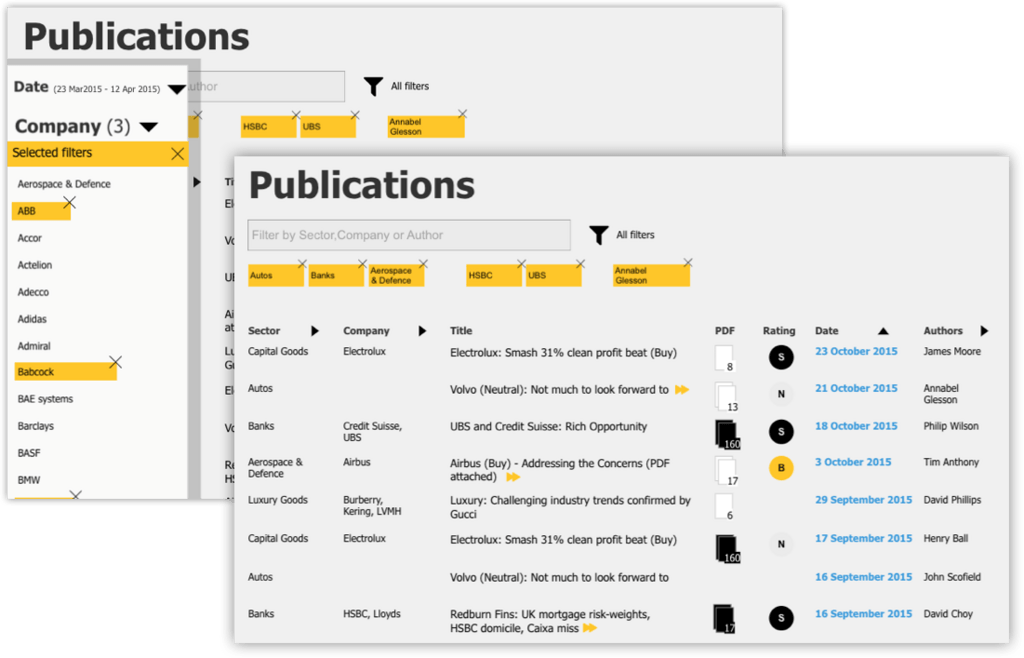 Publications
Date (23 Mar2015 - 12 Apr 2015)
Company (3)
Selected filters
Aerospace & Defence
ABB
Accor
Actelion
Adecco
Adidas
Admiral
Babcock
BAE systems
Barclays
BASF
BMW
uthor
All filters
HSBC
UBS
Annabel
Glesson
Publications
Filter by Sector,Company or Author
All filters
Autos
Banks
Aerospace
& Defence
HSBC
UBS
Annabel
Glesson
Sector Company Title PDF Rating Date Authors
Capital Goods Electrolux Electrolux: Smash 31% clean profit beat (Buy) 8 S 23 October 2015 James Moore
Autos Volvo (Neutral): Not much to look forward to 13 N 21 October 2015 Annabel
Glesson
Banks Credit Suisse, UBS and Credit Suisse: Rich Opportunity 160 S 18 October 2015 Philip Wilson
UBS
Aerospace & Airbus Airbus (Buy) - Addressing the Concerns (PDF 17 B 3 October 2015 Tim Anthony
Defence attached)
Luxury Goods Burberry, Luxury: Challenging industry trends confirmed by 6 29 September 2015 David Phillips
Kering, LVMH Gucci
Capital Goods Electrolux Electrolux: Smash 31% clean profit beat (Buy) 160 N 17 September 2015 Henry Ball
Autos Volvo (Neutral): Not much to look forward to 16 September 2015 John Scofield
Banks HSBC, Lloyds Redburn Fins: UK mortgage risk-weights, 17 S 16 September 2015 David Choy
HSBC domicile, Caixa miss